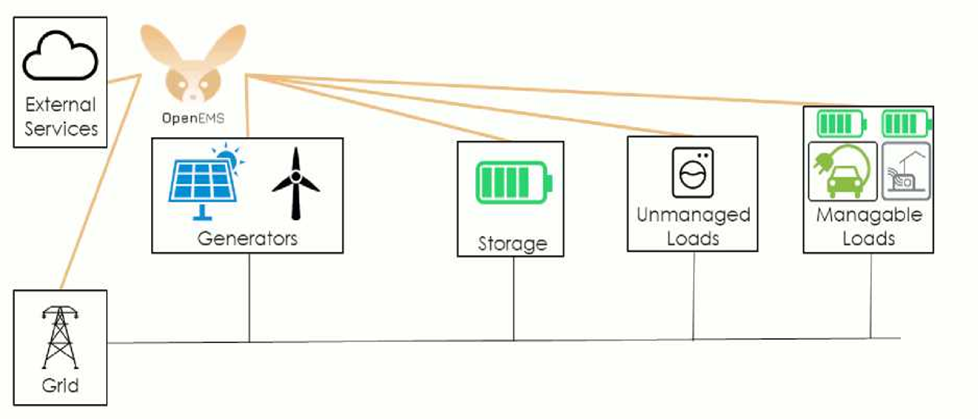 External
Services
OpenEMS
Generators
Storage
Unmanaged
Loads
Managable
Loads
Grid